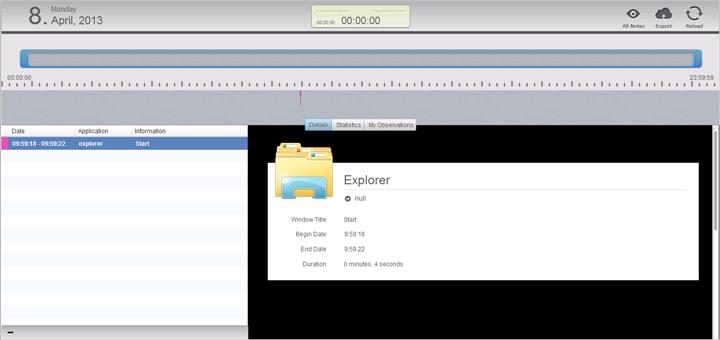 8.
Monday
April, 2013
00:00:00 00:00:00
All Notes Export Reload
00:00:00 23:59:59
Details Statistics My Observations
Date Application Information
09:59:18 - 09:59:22 explorer Start
Explorer
null
Window Title Start
Begin Date 9:59:18
End Date 9:59:22
Duration 0 minutes, 4 seconds